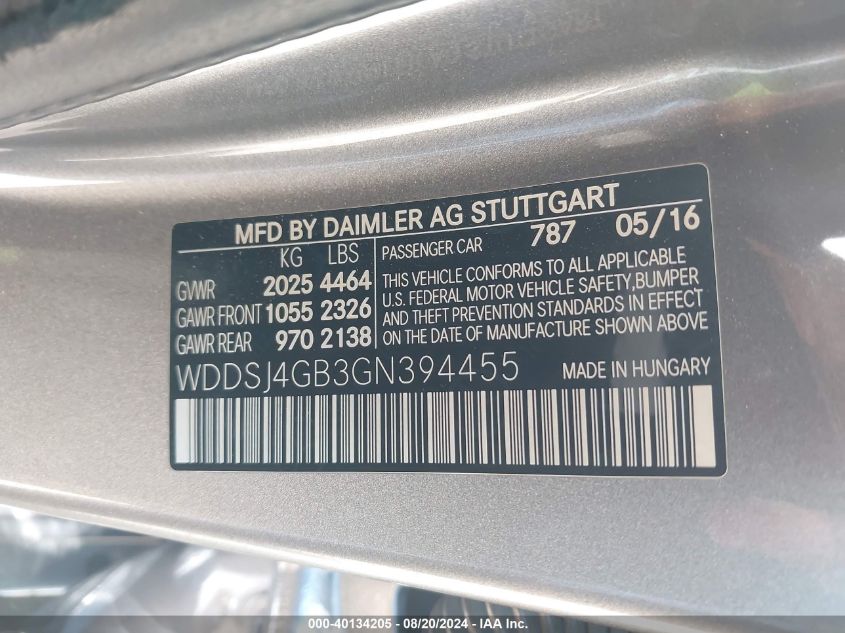 MFD BY DAIMLER AG STUTTGART
KG LBS
GVWR 2025 4464
GAWR FRONT 1055 2326
GAWR REAR 970 2138
PASSENGER CAR 787 05/16
THIS VEHICLE CONFORMS TO ALL APPLICABLE
U.S. FEDERAL MOTOR VEHICLE SAFETY,BUMPER
AND THEFT PREVENTION STANDARDS IN EFFECT
ON THE DATE OF MANUFACTURE SHOWN ABOVE
WDDSJ4GB3GN394455 MADE IN HUNGARY
000-40134205 - 08/20/2024 - IAA Inc.